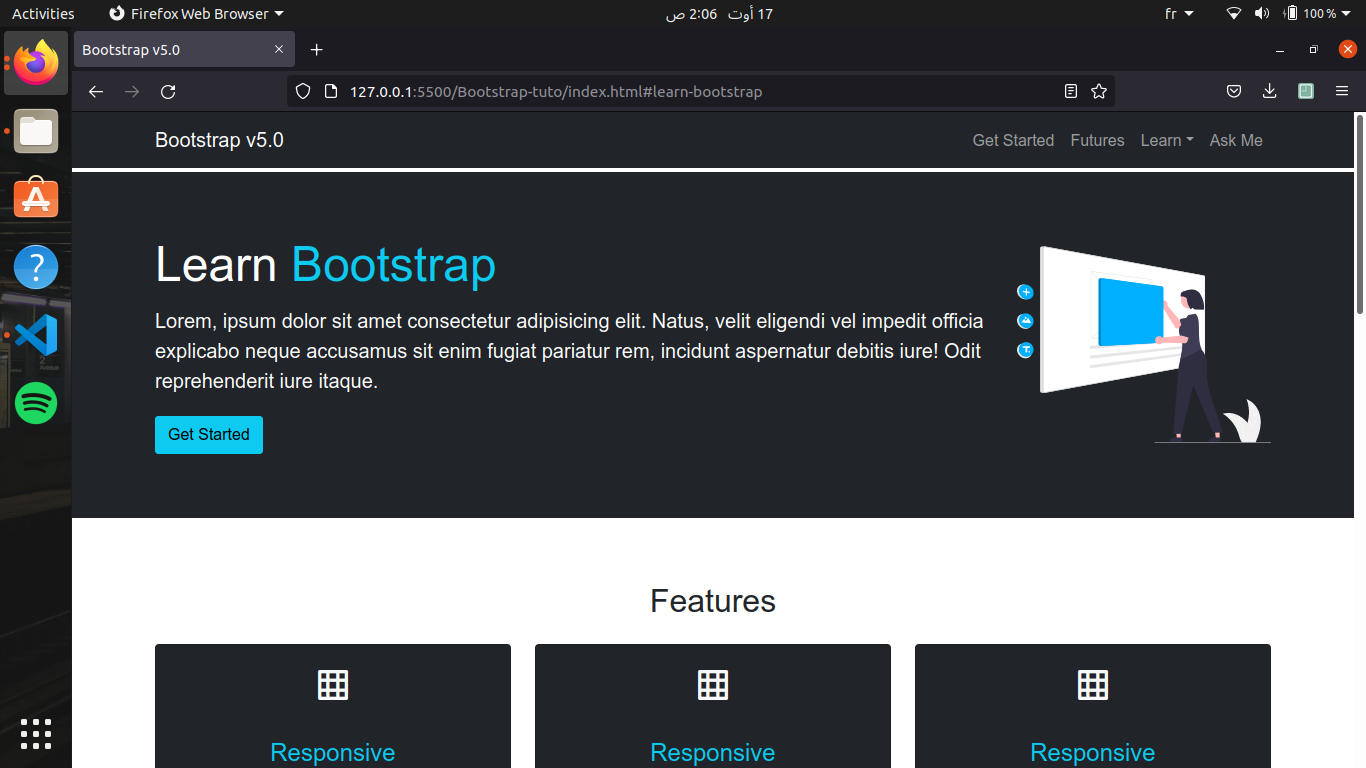 Activities
Firefox Web Browser
17 أوت 2:06 ص
fr
100 %
Bootstrap v5.0
127.0.0.1:5500/Bootstrap-tuto/index.html#learn-bootstrap
Bootstrap v5.0
Get Started
Futures
Learn
Ask Me
Learn Bootstrap
Lorem, ipsum dolor sit amet consectetur adipisicing elit. Natus, velit eligendi vel impedit officia
explicabo neque accusamus sit enim fugiat pariatur rem, incidunt aspernatur debitis iure! Odit
reprehenderit iure itaque.
Get Started
Features
Responsive
Responsive
Responsive